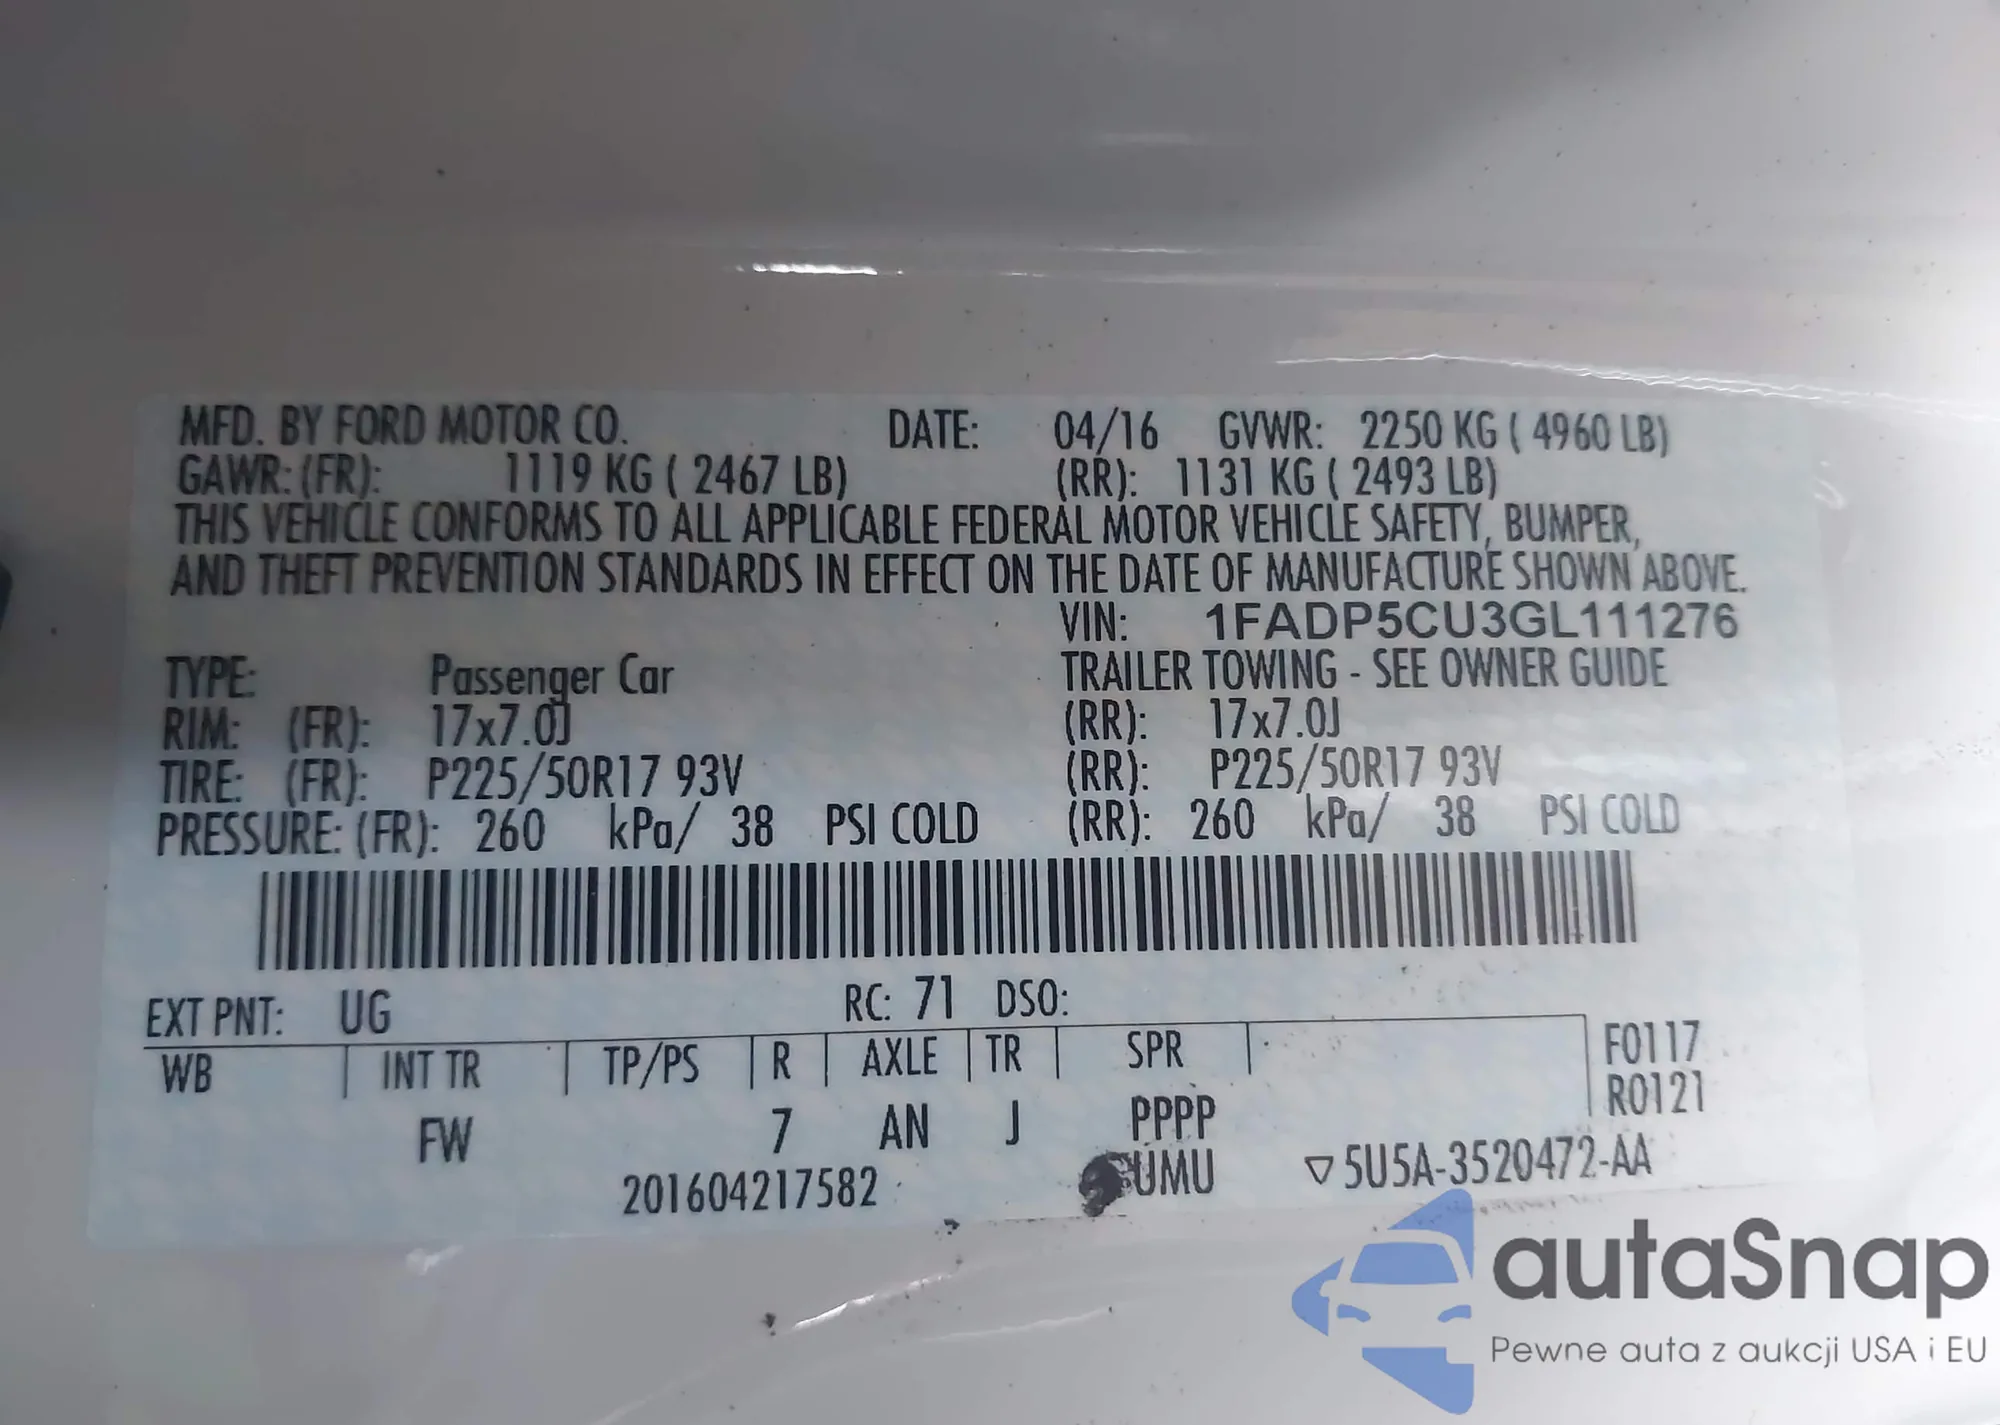 MFD. BY FORD MOTOR CO. DATE: 04/16 GVWR: 2250 KG ( 4960 LB)
GAWR: (FR): 1119 KG ( 2467 LB) (RR): 1131 KG ( 2493 LB)
THIS VEHICLE CONFORMS TO ALL APPLICABLE FEDERAL MOTOR VEHICLE SAFETY, BUMPER,
AND THEFT PREVENTION STANDARDS IN EFFECT ON THE DATE OF MANUFACTURE SHOWN ABOVE.
VIN: 1FADP5CU3GL111276
TYPE: Passenger Car TRAILER TOWING - SEE OWNER GUIDE
RIM: (FR): 17x7.0J (RR): 17x7.0J
TIRE: (FR): P225/50R17 93V (RR): P225/50R17 93V
PRESSURE: (FR): 260 kPa/ 38 PSI COLD (RR): 260 kPa/ 38 PSI COLD
EXT PNT: UG RC: 71 DSO:
WB INT TR TP/PS R AXLE TR SPR F0117
R0121
FW 7 AN J PPPP
201604217582 UMU ▽5U5A-3520472-AA
autaSnap
Pewne auta z aukcji USA i EU